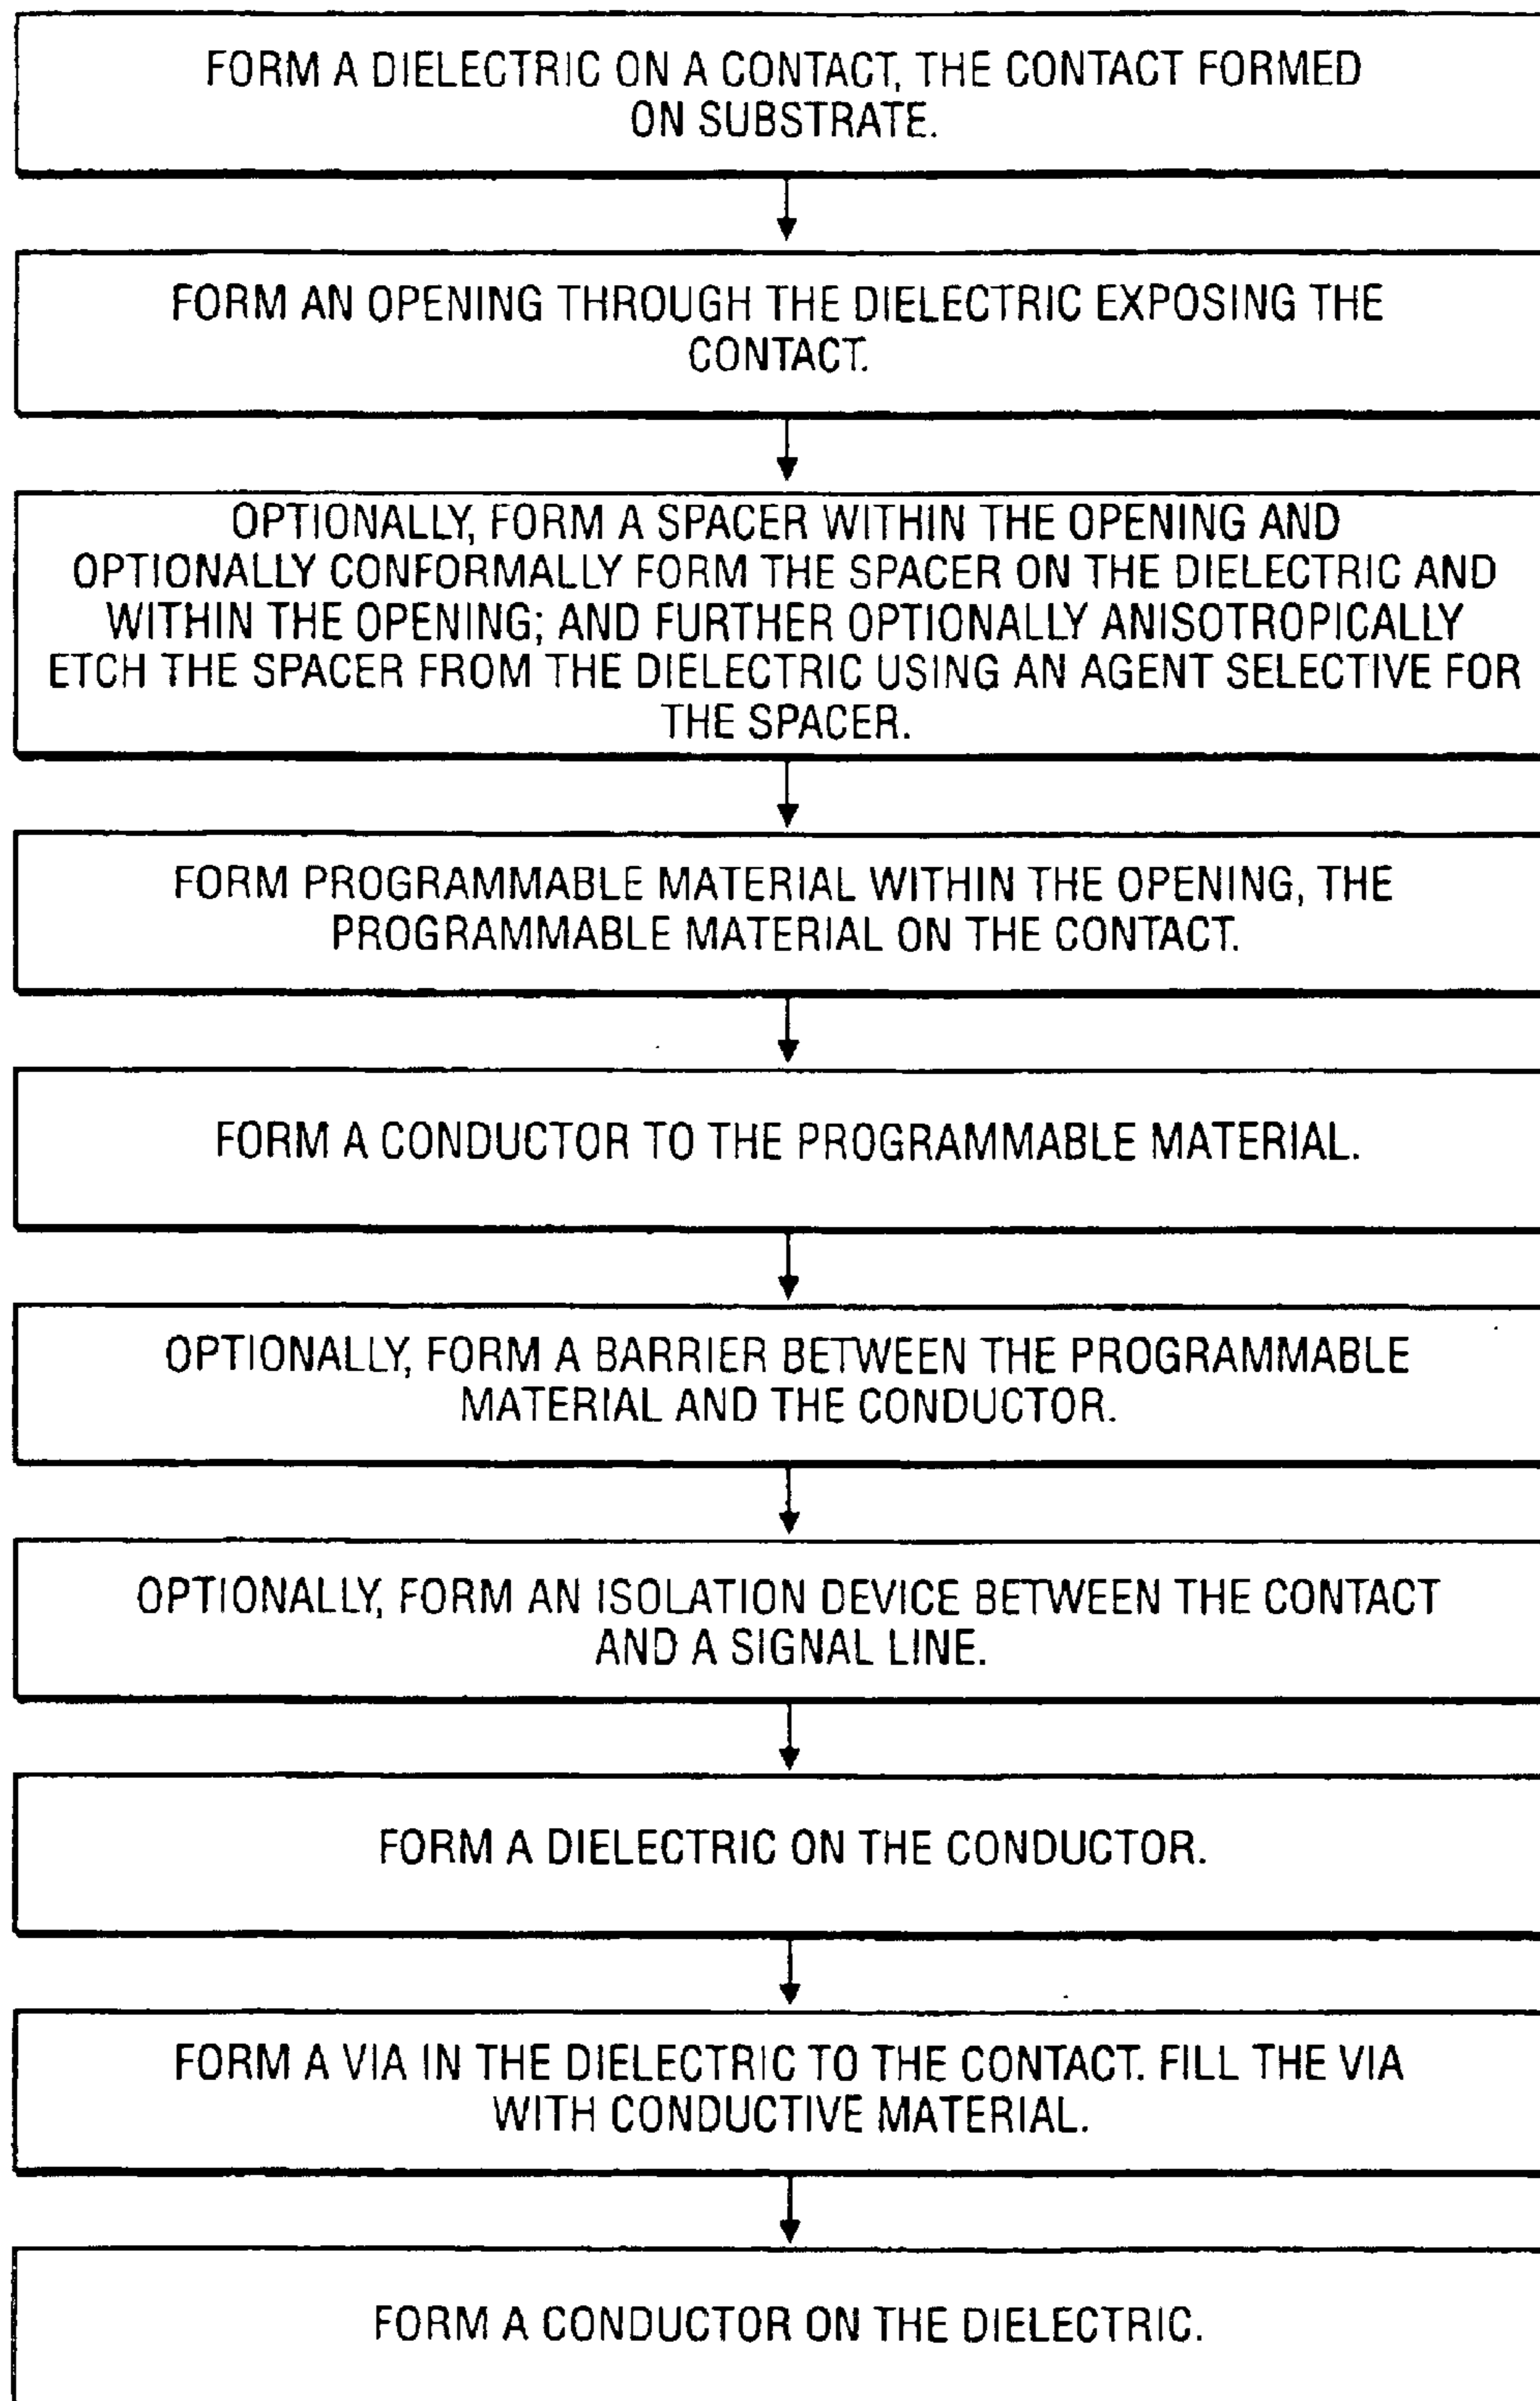 FORM A DIELECTRIC ON A CONTACT, THE CONTACT FORMED
ON SUBSTRATE.
FORM AN OPENING THROUGH THE DIELECTRIC EXPOSING THE
CONTACT.
OPTIONALLY, FORM A SPACER WITHIN THE OPENING AND
OPTIONALLY CONFORMALLY FORM THE SPACER ON THE DIELECTRIC AND
WITHIN THE OPENING; AND FURTHER OPTIONALLY ANISOTROPICALLY
ETCH THE SPACER FROM THE DIELECTRIC USING AN AGENT SELECTIVE FOR
THE SPACER.
FORM PROGRAMMABLE MATERIAL WITHIN THE OPENING, THE
PROGRAMMABLE MATERIAL ON THE CONTACT.
FORM A CONDUCTOR TO THE PROGRAMMABLE MATERIAL.
OPTIONALLY, FORM A BARRIER BETWEEN THE PROGRAMMABLE
MATERIAL AND THE CONDUCTOR.
OPTIONALLY, FORM AN ISOLATION DEVICE BETWEEN THE CONTACT
AND A SIGNAL LINE.
FORM A DIELECTRIC ON THE CONDUCTOR.
FORM A VIA IN THE DIELECTRIC TO THE CONTACT. FILL THE VIA
WITH CONDUCTIVE MATERIAL.
FORM A CONDUCTOR ON THE DIELECTRIC.